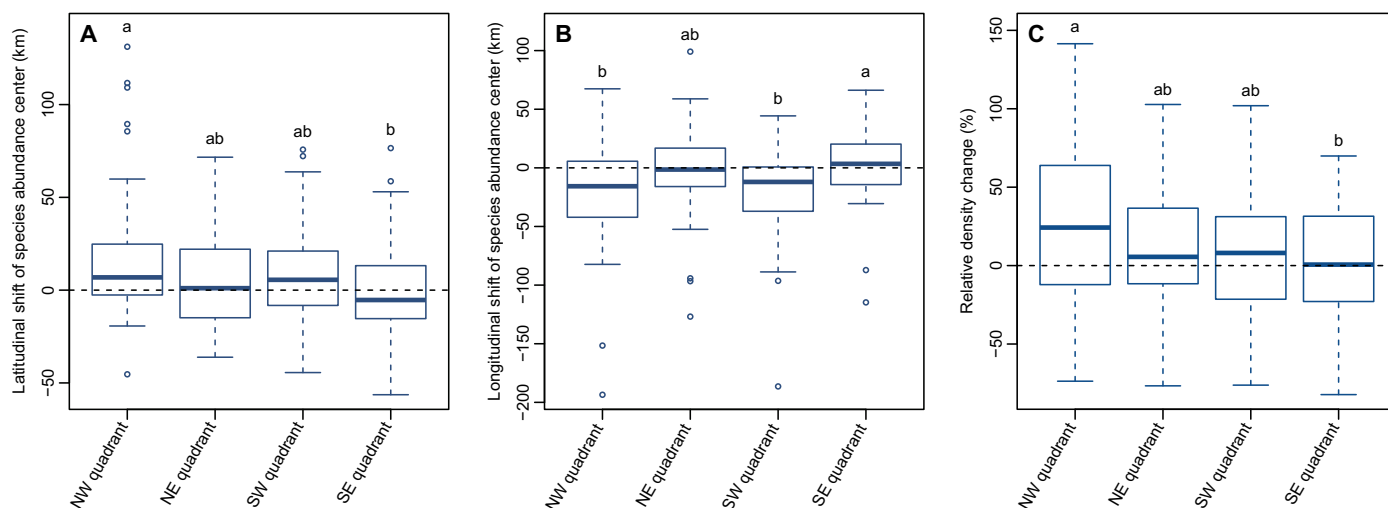 A
Latitudinal shift of species abundance center (km)
100
50
0
−50
a
ab
ab
b
NW quadrant
NE quadrant
SW quadrant
SE quadrant
B
Longitudinal shift of species abundance center (km)
100
50
0
−50
−100
−150
−200
b
ab
b
a
NW quadrant
NE quadrant
SW quadrant
SE quadrant
C
Relative density change (%)
150
100
50
0
−50
a
ab
ab
b
NW quadrant
NE quadrant
SW quadrant
SE quadrant